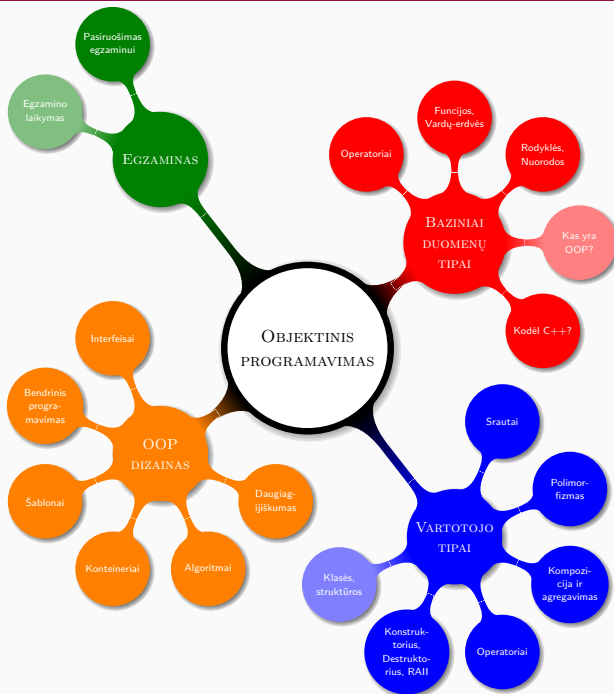 Pasiruošimas
egzaminui
Egzamino
laikymas
Egzaminas
Operatoriai
Funcijos,
Vardų-erdvės
Rodyklės,
Nuorodos
Kas yra
OOP?
Kodėl C++?
Baziniai
duomenų
tipai
Objektinis
programavimas
Interfeisai
Bendrinis
progra-
mavimas
Šablonai
Konteineriai
Algoritmai
Daugiag-
ijiškumas
OOP
dizainas
Srautai
Polimor-
fizmas
Kompozi-
cija ir
agregavimas
Operatoriai
Konstruk-
torius,
Destrukto-
rius, RAII
Klasės,
struktūros
Vartotojo
tipai